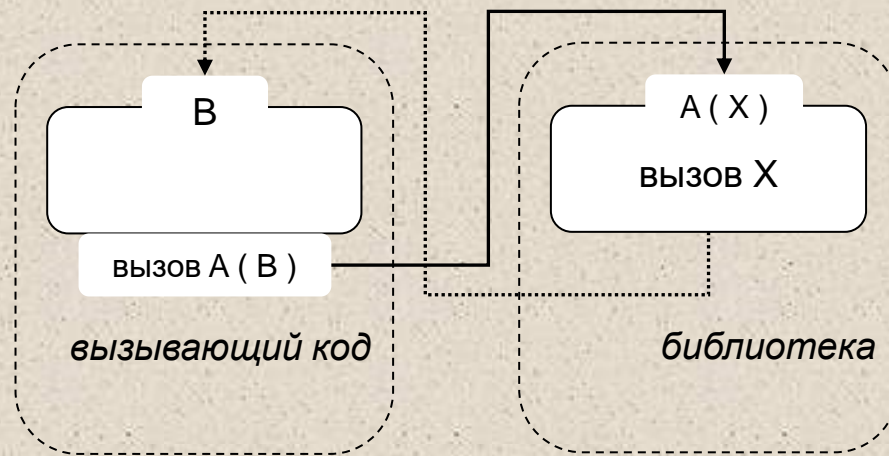 B
вызов A ( B )
вызывающий код
A ( X )
вызов X
библиотека